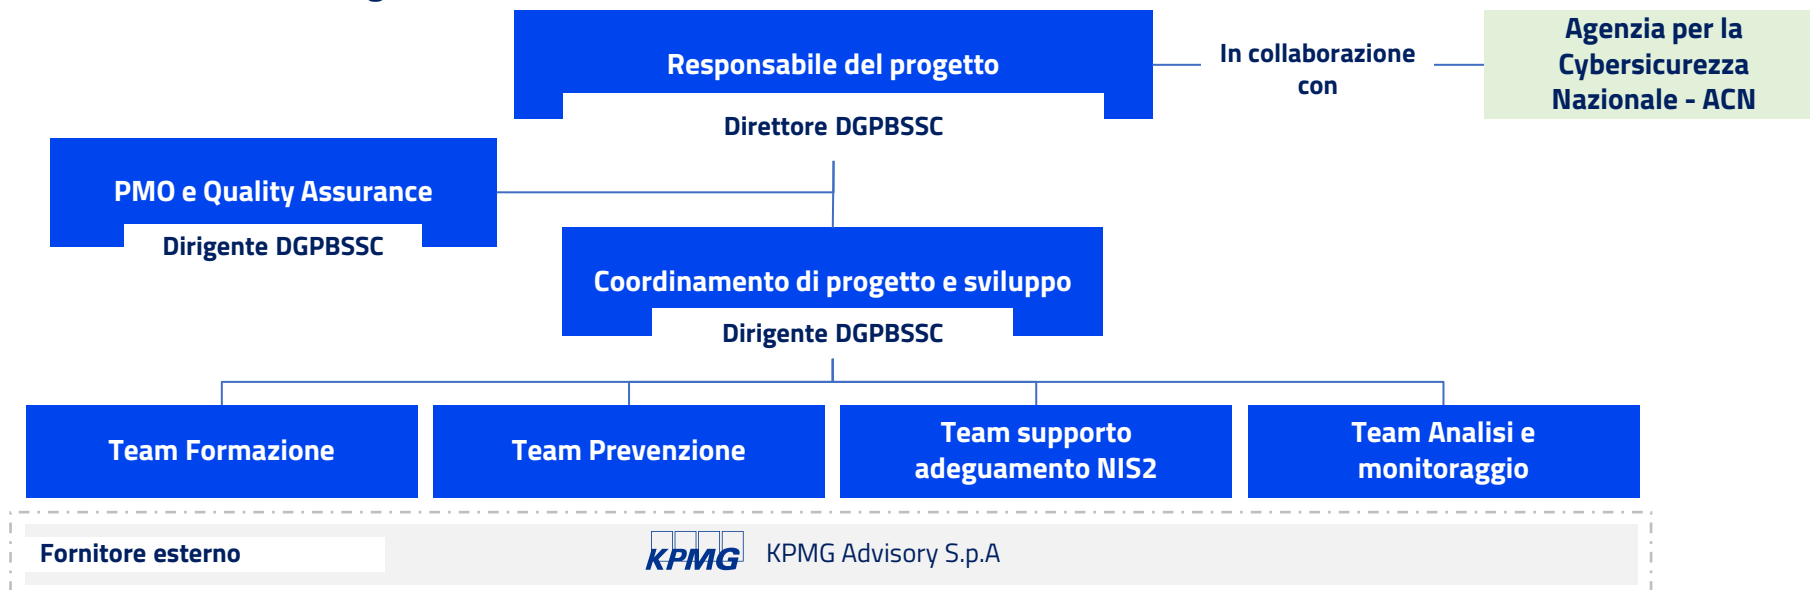 Responsabile del progetto
In collaborazione
con
Agenzia per la
Cybersicurezza
Nazionale - ACN
Direttore DGPBSSC
PMO e Quality Assurance
Dirigente DGPBSSC
Coordinamento di progetto e sviluppo
Dirigente DGPBSSC
Team Formazione
Team Prevenzione
Team supporto
adeguamento NIS2
Team Analisi e
monitoraggio
Fornitore esterno
KPMG
KPMG Advisory S.p.A